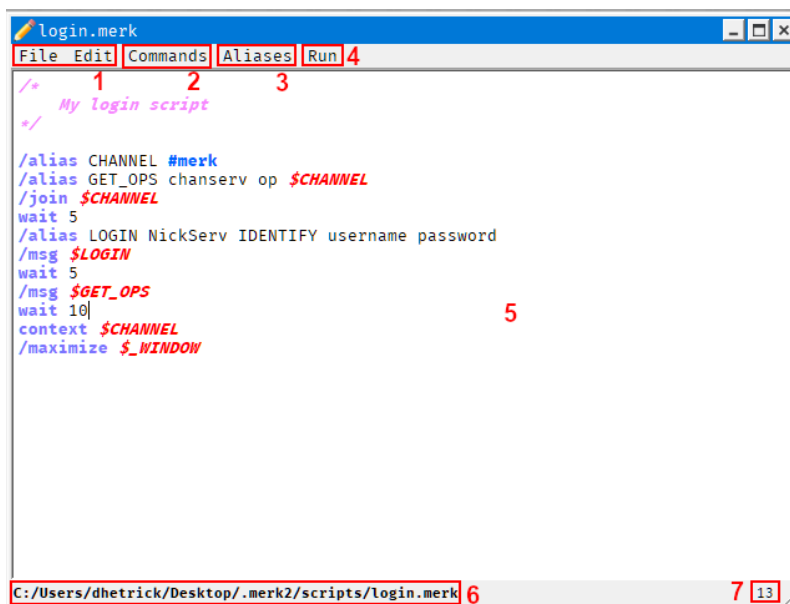 login.merk
File Edit Commands Aliases Run 4
1 2 3
/*
My login script
*/
/alias CHANNEL #merk
/alias GET_OPS chanserv op $CHANNEL
/join $CHANNEL
wait 5
/alias LOGIN NickServ IDENTIFY username password
/msg $LOGIN
wait 5
/msg $GET_OPS
wait 10
5
context $CHANNEL
/maximize $_WINDOW
C:/Users/dhetrick/Desktop/.merk2/scripts/login.merk 6 7 13